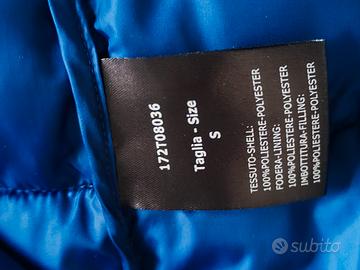 172T08036
Taglia - Size
S
TESSUTO-SHELL:
100%POLIESTERE-POLYESTER
FODERA-LINING:
100%POLIESTERE-POLYESTER
IMBOTTITURA-FILLING:
100%POLIESTERE-POLYESTER
subito